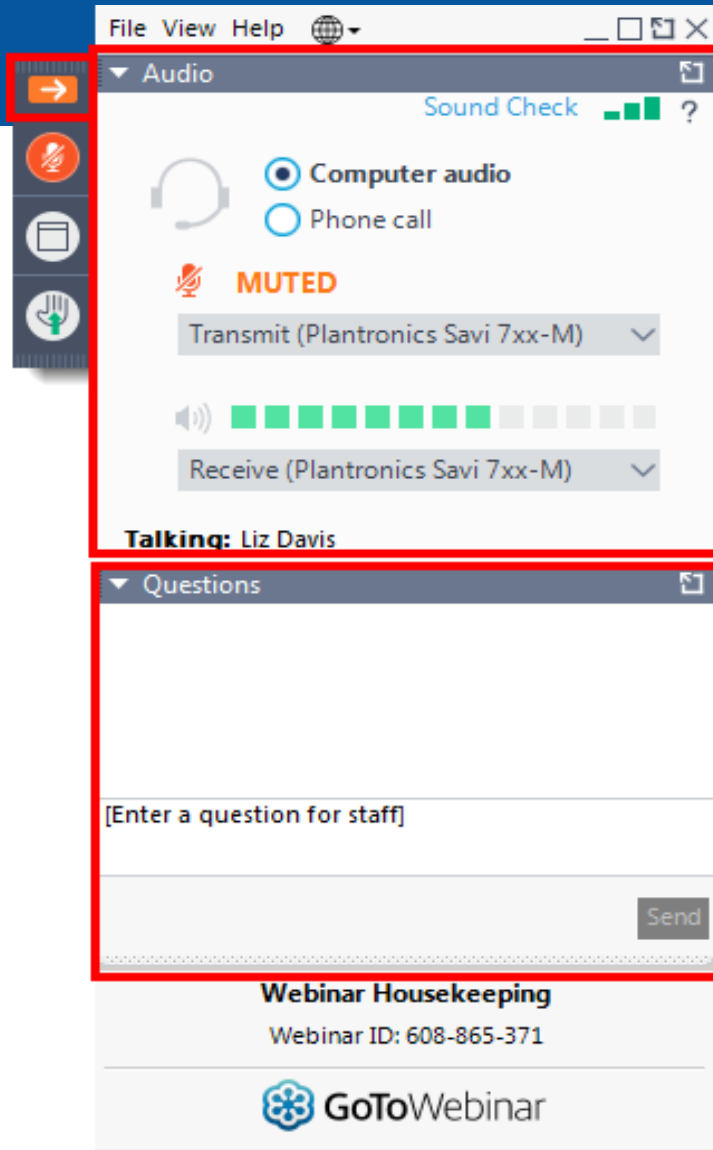 File View Help
Audio
Sound Check ?
Computer audio
Phone call
MUTED
Transmit (Plantronics Savi 7xx-M)
Receive (Plantronics Savi 7xx-M)
Talking: Liz Davis
Questions
[Enter a question for staff]
Send
Webinar Housekeeping
Webinar ID: 608-865-371
GoToWebinar